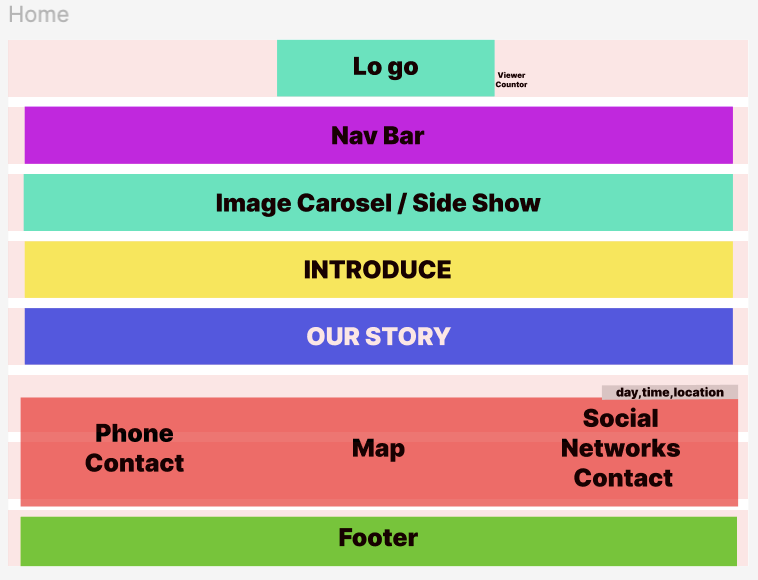 Home
Lo go
Viewer
Countor
Nav Bar
Image Carosel / Side Show
INTRODUCE
OUR STORY
day,time,location
Phone
Contact
Map
Social
Networks
Contact
Footer